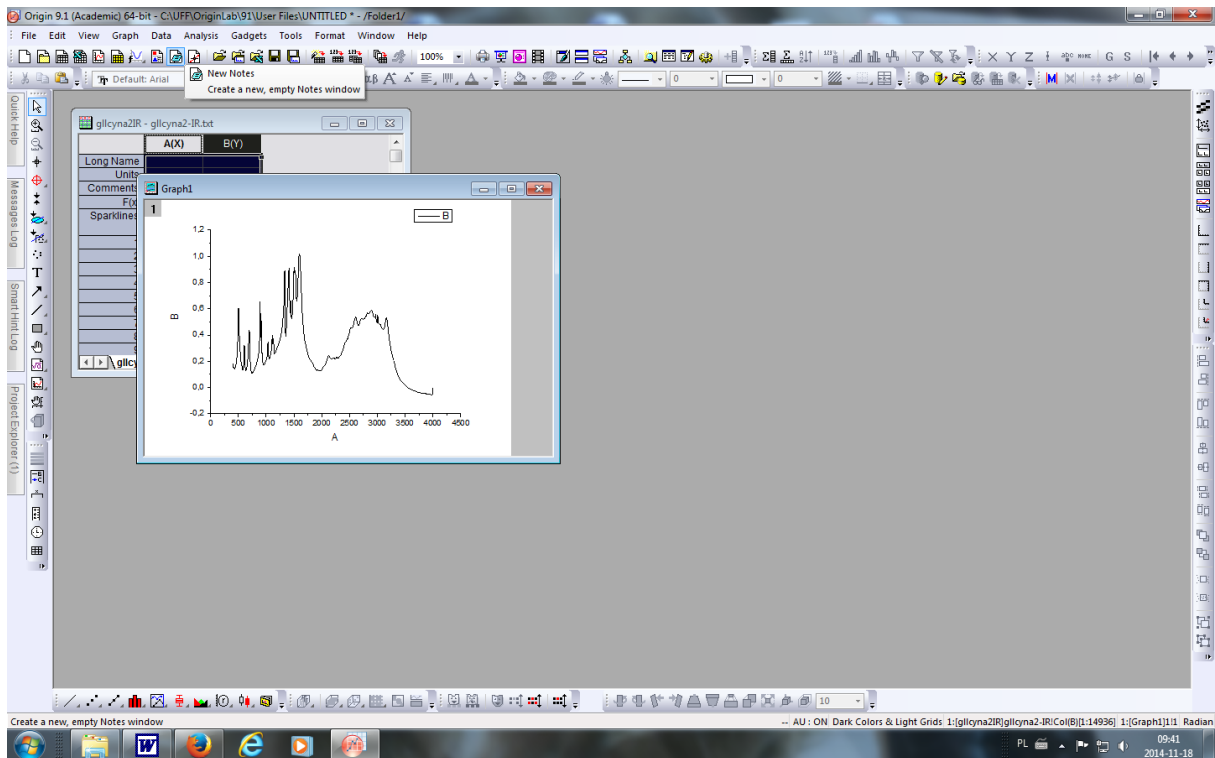 Origin 9.1 (Academic) 64-bit - C:\UFF\OriginLab\91\User Files\UNTITLED * - /Folder1/
File Edit View Graph Data Analysis Gadgets Tools Format Window Help
100%
Default: Arial
0
0
New Notes
Create a new, empty Notes window
X Y Z
G S
M
Quick Help
Messages Log
Smart Hint Log
Project Explorer (1)
T
gllcyna2IR - gllcyna2-IR.txt
A(X) B(Y)
Long Name
Units
Comments
F(x
Sparklines
gllcy
Graph1
1
B
1,2
1,0
0,8
0,6
0,4
0,2
0,0
-0,2
B
0 500 1000 1500 2000 2500 3000 3500 4000 4500
A
10
Create a new, empty Notes window
-- AU : ON Dark Colors & Light Grids 1:[gllcyna2IR]gllcyna2-IR!Col(B)[1:14936] 1:[Graph1]1!1 Radian
W
PL
09:41
2014-11-18